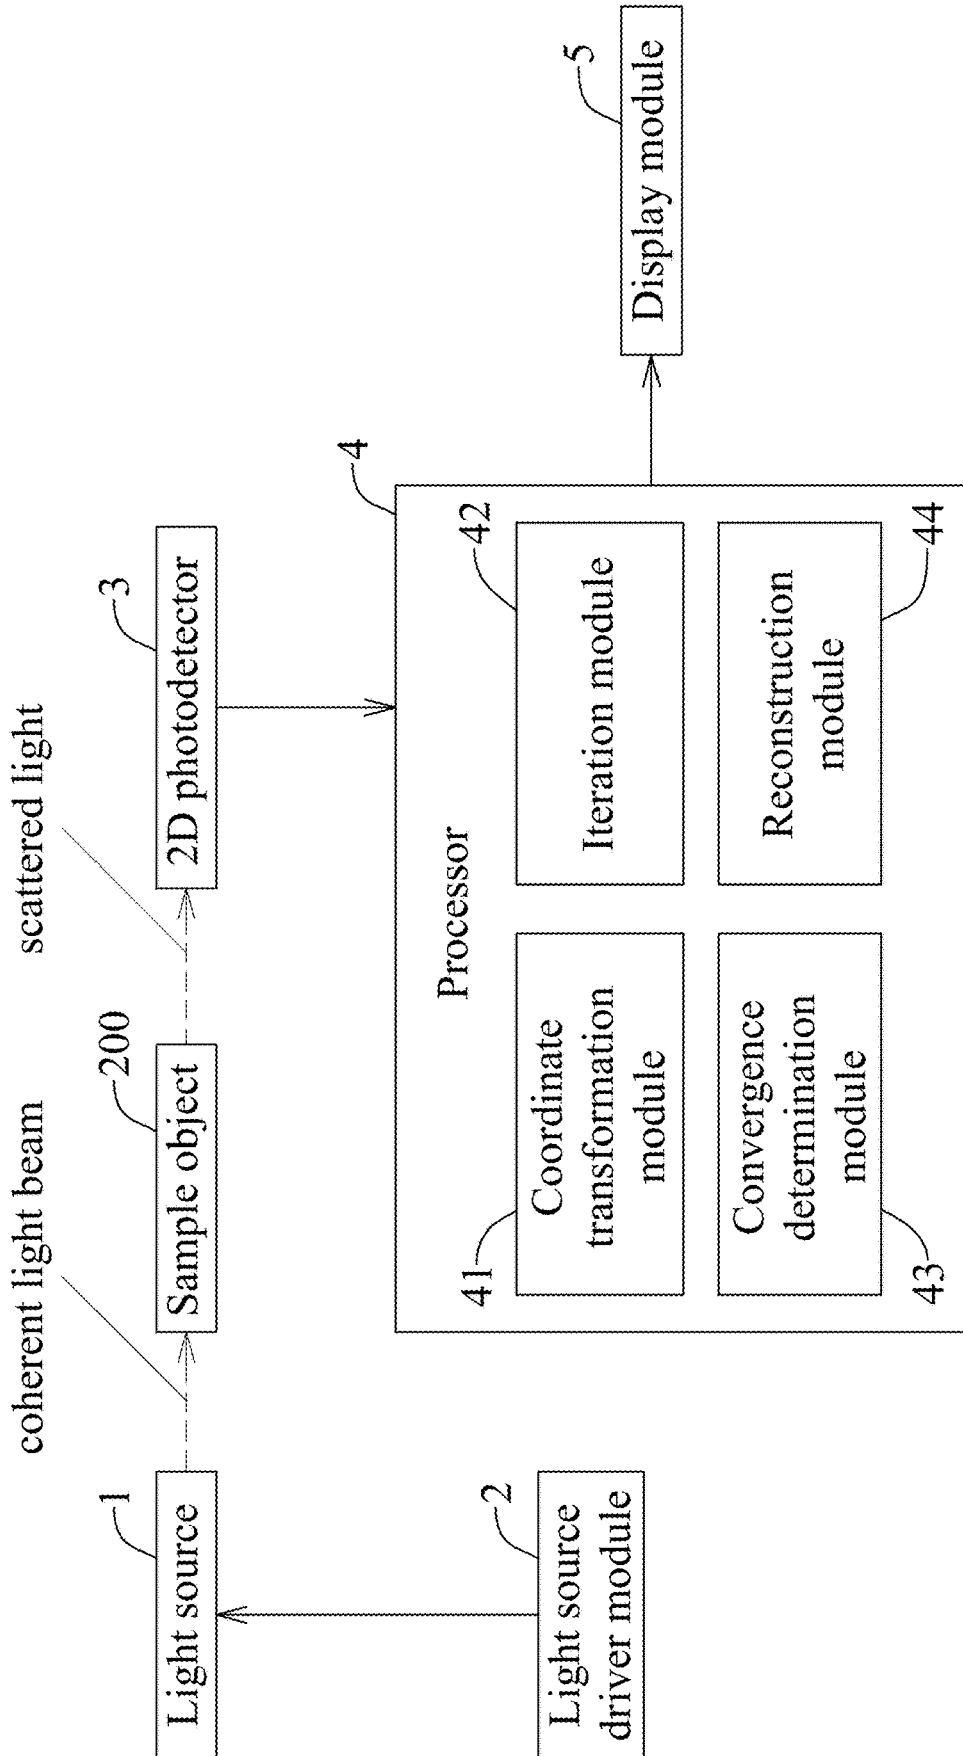 coherent light beam
scattered light
1
200
3
Light source
Sample object
2D photodetector
2
Light source
driver module
4
Processor
41
Coordinate
transformation
module
42
Iteration module
43
Convergence
determination
module
44
Reconstruction
module
5
Display module